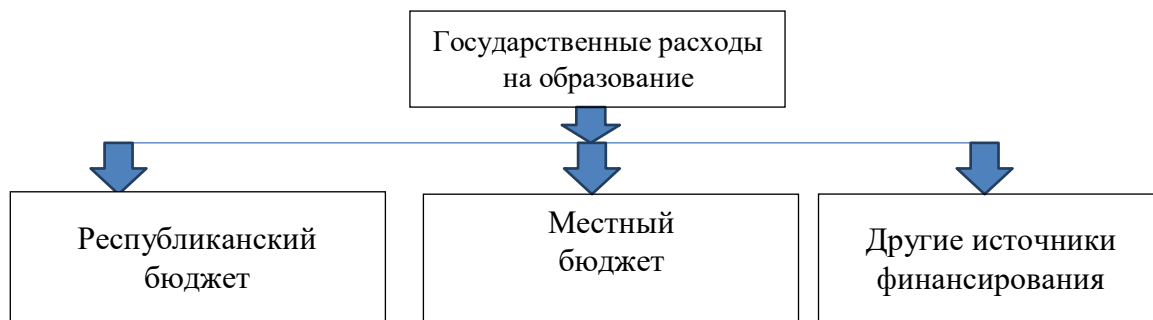 Государственные расходы
на образование
Республиканский
бюджет
Местный
бюджет
Другие источники
финансирования